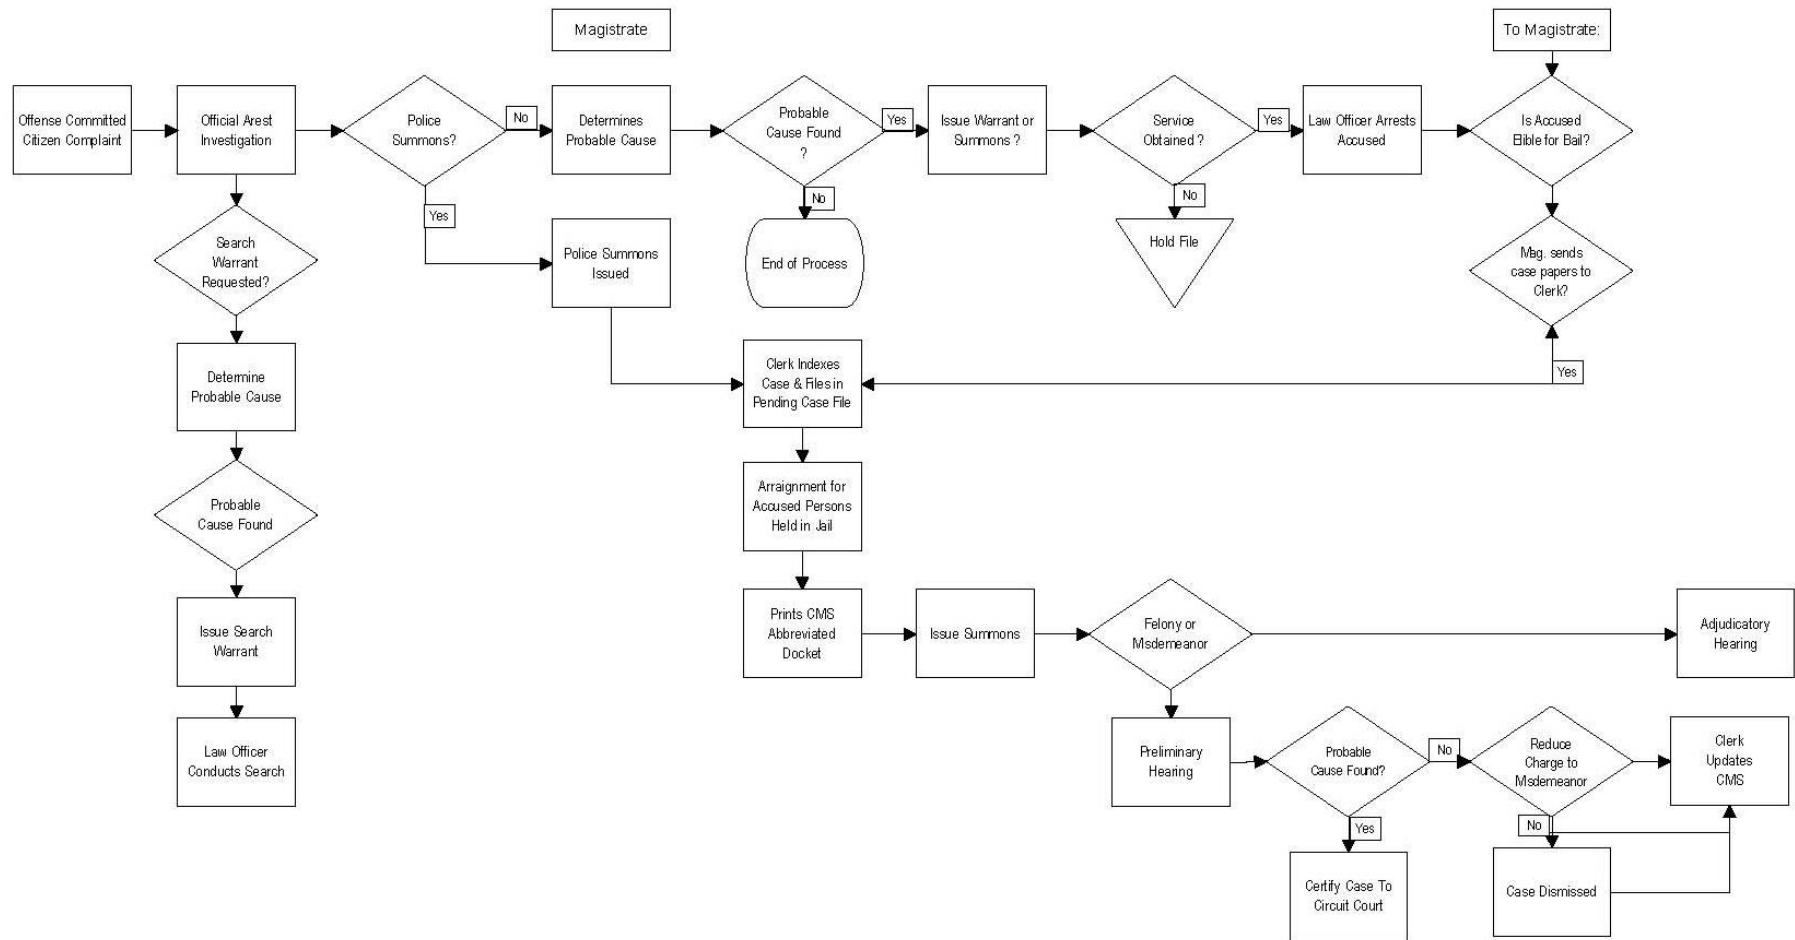 Magistrate
To Magistrate:
Offense Committed
Citizen Complaint
Official Arest
Investigation
Police
Summons?
No
Determines
Probable Cause
Probable
Cause Found
?
Yes
Issue Warrant or
Summons ?
Service
Obtained ?
Yes
Law Officer Arrests
Accused
Is Accused
Elible for Bail?
Yes
No
No
Search
Warrant
Requested?
Police Summons
Issued
End of Process
Hold File
Mag. sends
case papers to
Clerk?
Yes
Determine
Probable Cause
Clerk Indexes
Case & Files in
Pending Case File
Probable
Cause Found
Arraignment for
Accused Persons
Held in Jail
Issue Search
Warrant
Prints CMS
Abbreviated
Docket
Issue Summons
Felony or
Msdemeanor
Adjudicatory
Hearing
Law Officer
Conducts Search
Preliminary
Hearing
Probable
Cause Found?
No
Reduce
Charge to
Msdemeanor
Clerk
Updates
CMS
Yes
No
Certify Case To
Circuit Court
Case Dismissed